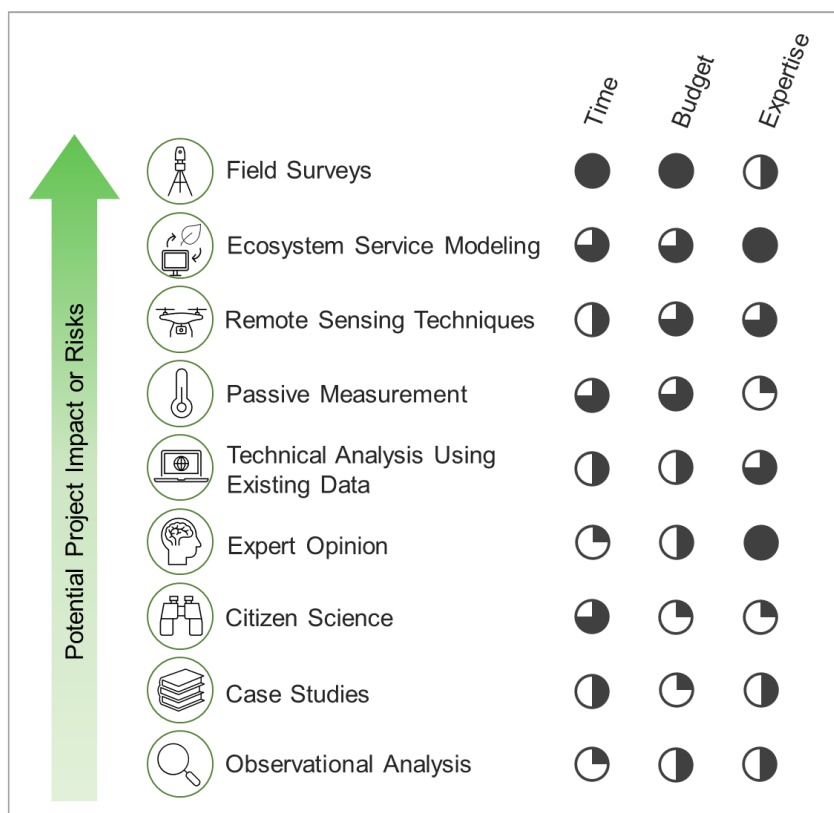 Time
Budget
Expertise
Potential Project Impact or Risks
Field Surveys
Ecosystem Service Modeling
Remote Sensing Techniques
Passive Measurement
Technical Analysis Using
Existing Data
Expert Opinion
Citizen Science
Case Studies
Observational Analysis